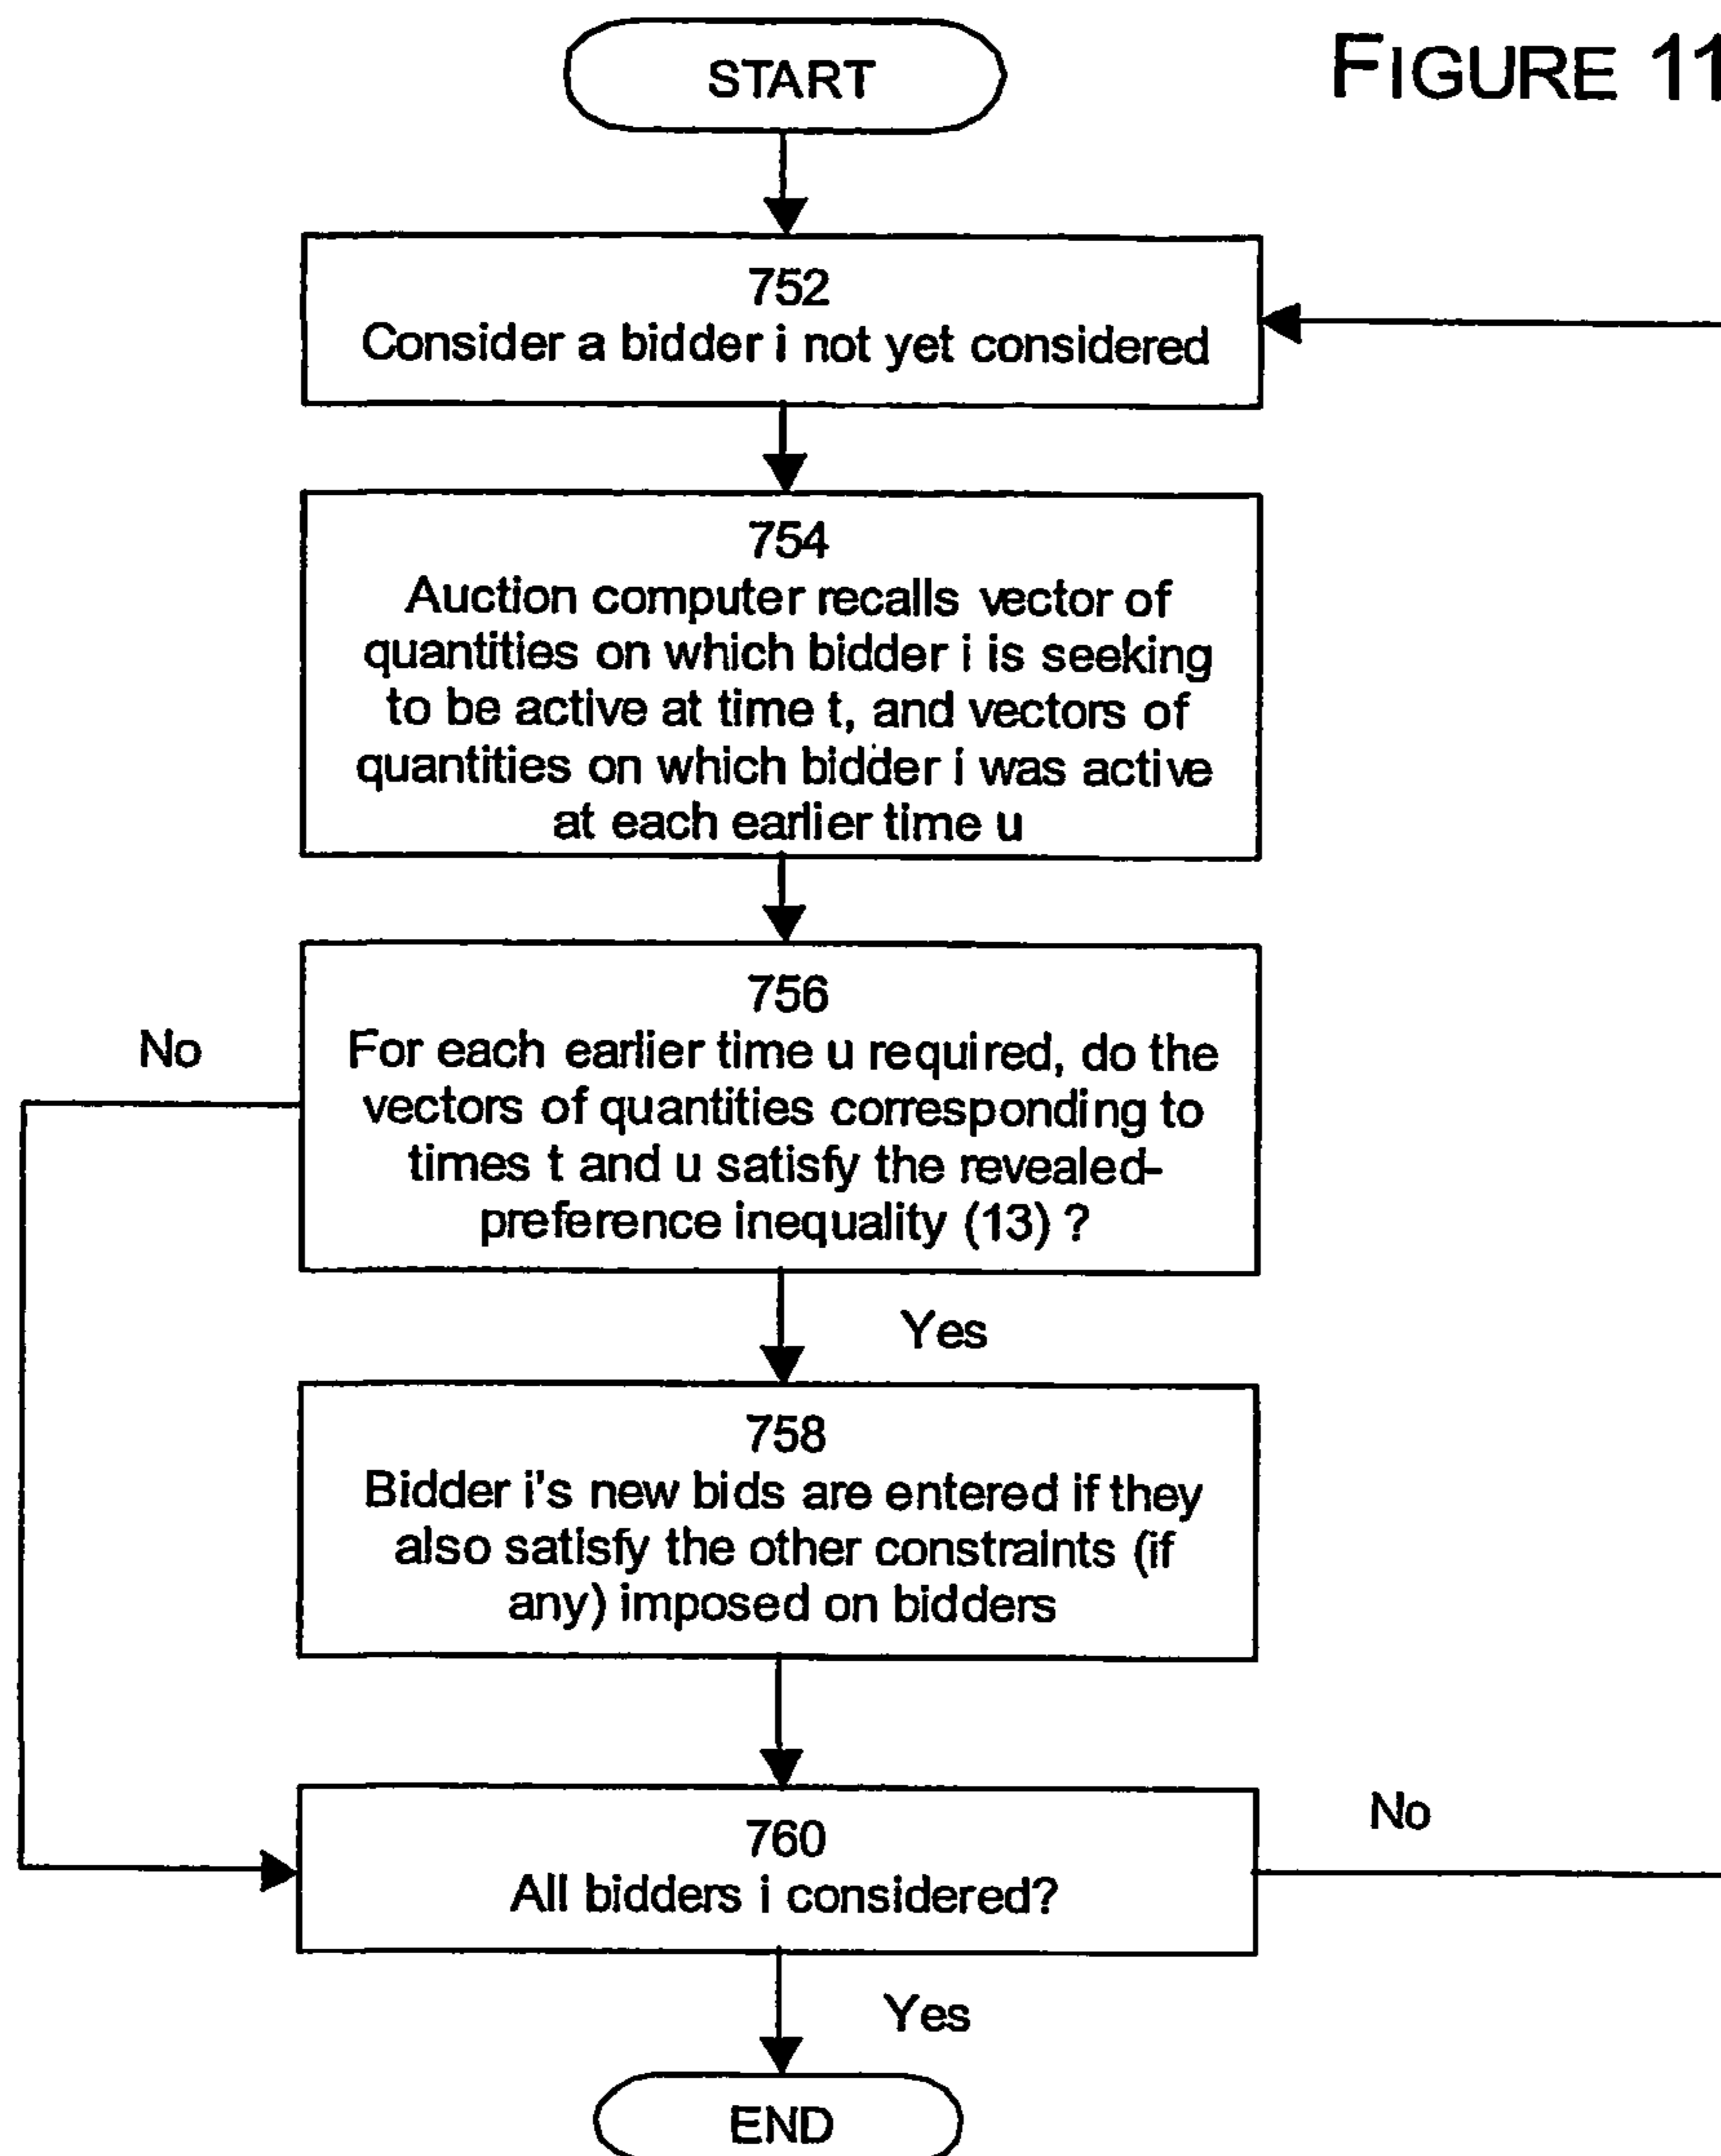 START
FIGURE 11
752
Consider a bidder i not yet considered
754
Auction computer recalls vector of
quantities on which bidder i is seeking
to be active at time t, and vectors of
quantities on which bidder i was active
at each earlier time u
756
No
For each earlier time u required, do the
vectors of quantities corresponding to
times t and u satisfy the revealed-
preference inequality (13) ?
Yes
758
Bidder i's new bids are entered if they
also satisfy the other constraints (if
any) imposed on bidders
No
760
All bidders i considered?
Yes
END